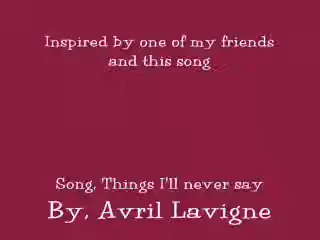 Inspired by one of my friends
and this song
Song, Things I'll never say
By, Avril Lavigne